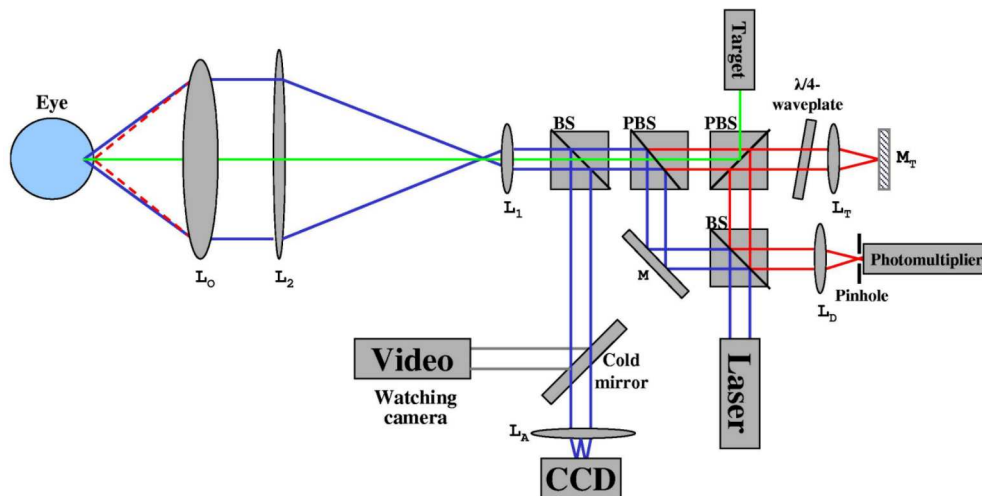 Target
Eye
λ/4-
waveplate
BS
PBS
PBS
M_T
L_1
L_T
BS
L_O
L_2
M
Photomultiplier
Pinhole
L_D
Video
Cold
mirror
Watching
camera
Laser
L_A
CCD